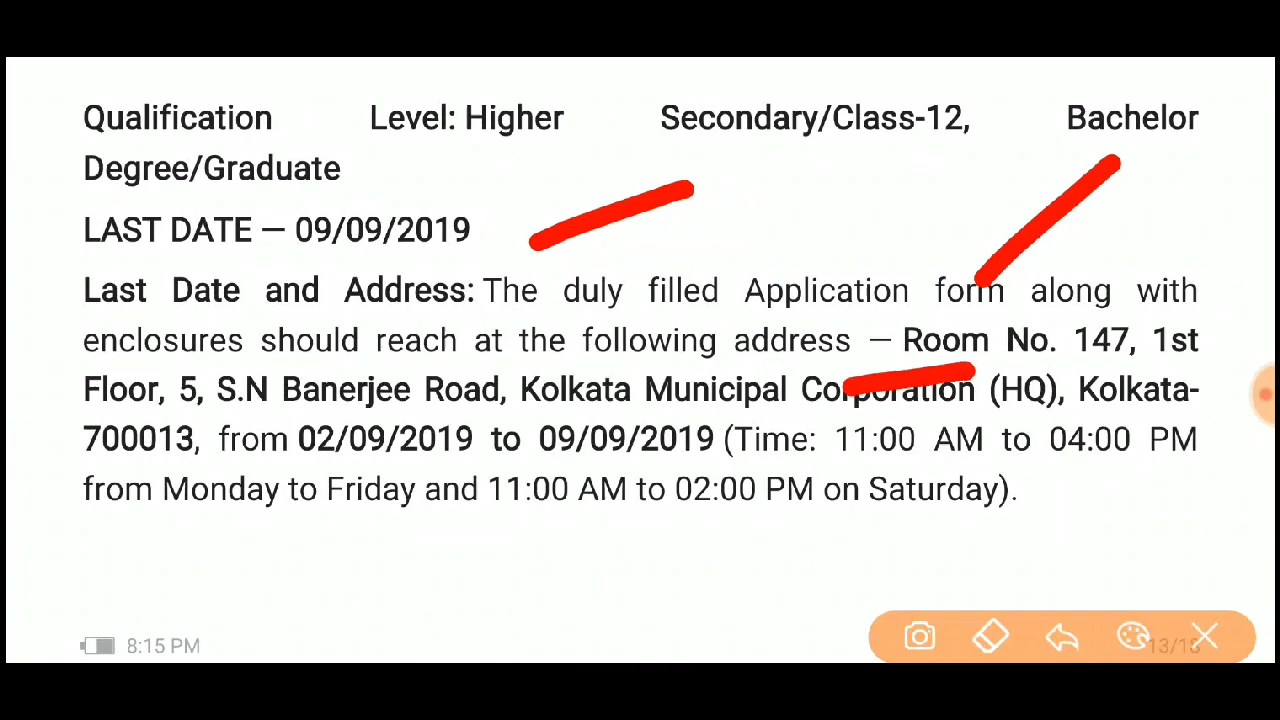 Qualification Level: Higher Secondary/Class-12, Bachelor
Degree/Graduate
LAST DATE — 09/09/2019
Last Date and Address: The duly filled Application form along with
enclosures should reach at the following address — Room No. 147, 1st
Floor, 5, S.N Banerjee Road, Kolkata Municipal Corporation (HQ), Kolkata-
700013, from 02/09/2019 to 09/09/2019 (Time: 11:00 AM to 04:00 PM
from Monday to Friday and 11:00 AM to 02:00 PM on Saturday).
8:15 PM 13/18